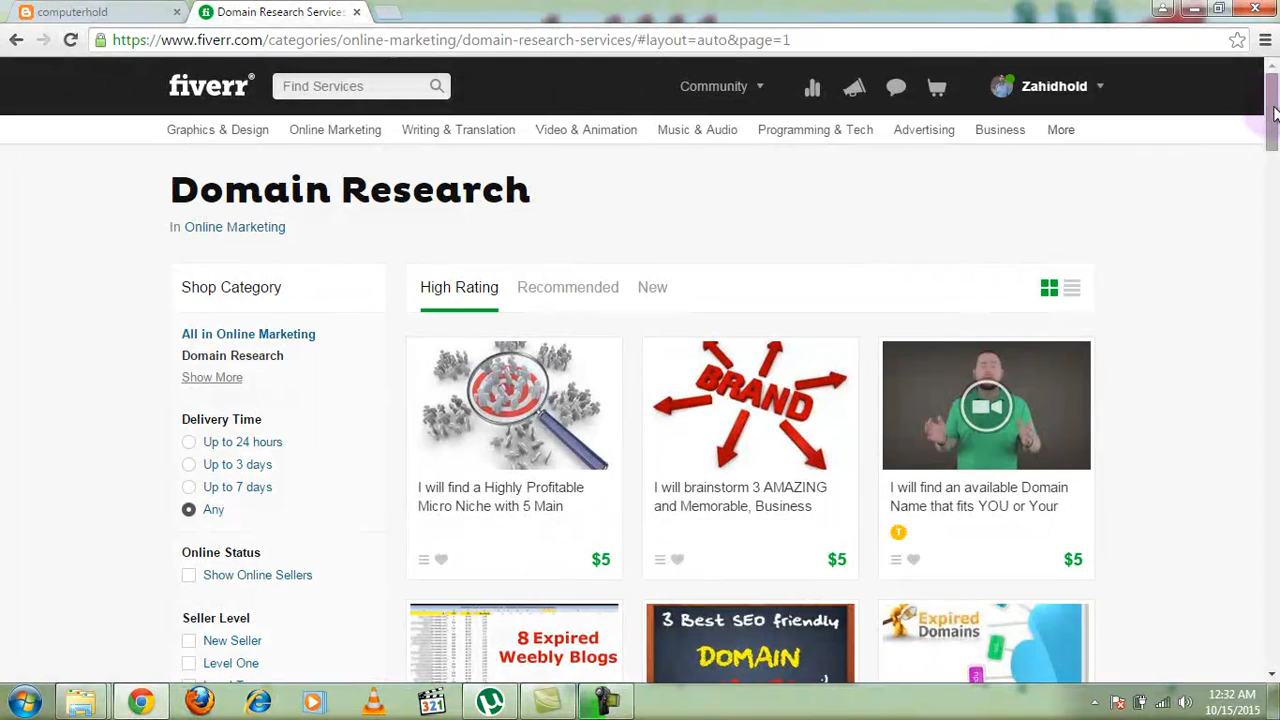 computerhold
Domain Research Services
https://www.fiverr.com/categories/online-marketing/domain-research-services/#layout=auto&page=1
fiverr®
Find Services
Community
Zahidhold
Graphics & Design
Online Marketing
Writing & Translation
Video & Animation
Music & Audio
Programming & Tech
Advertising
Business
More
Domain Research
In Online Marketing
Shop Category
All in Online Marketing
Domain Research
Show More
Delivery Time
Up to 24 hours
Up to 3 days
Up to 7 days
Any
Online Status
Show Online Sellers
Seller Level
New Seller
Level One
High Rating
Recommended
New
BRAND
I will find a Highly Profitable
Micro Niche with 5 Main
$5
I will brainstorm 3 AMAZING
and Memorable, Business
$5
I will find an available Domain
Name that fits YOU or Your
T
$5
8 Expired
Weekly Blogs
3 Best SEO fiendly
DOMAIN
:)
Expired
Domains
321
12:32 AM
10/15/2015